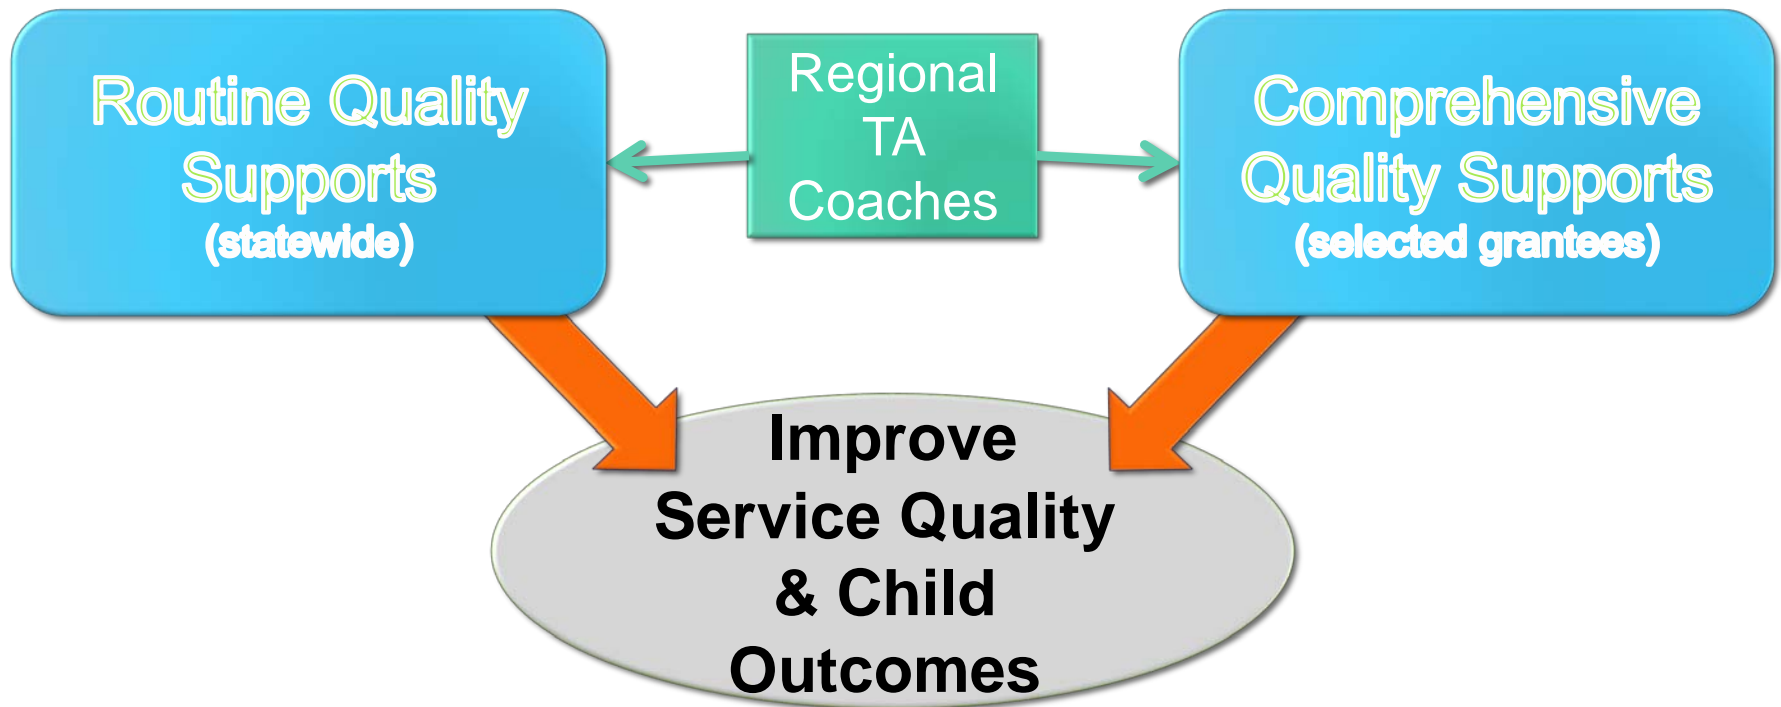 Routine Quality
Supports
(statewide)
Regional
TA
Coaches
Comprehensive
Quality Supports
(selected grantees)
Improve
Service Quality
& Child
Outcomes